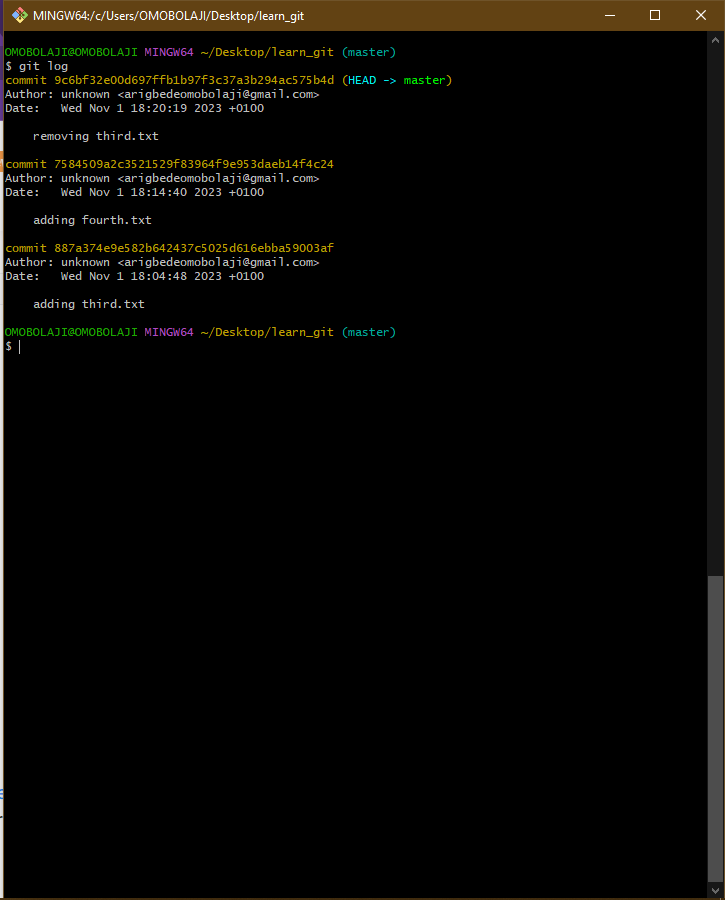 MINGW64:/c/Users/OMOBOLAJI/Desktop/learn_git
OMOBOLAJI@OMOBOLAJI MINGW64 ~/Desktop/learn_git (master)
$ git log
commit 9c6bf32e00d697ffb1b97f3c37a3b294ac575b4d (HEAD -> master)
Author: unknown <arigbedeomobolaji@gmail.com>
Date:   Wed Nov 1 18:20:19 2023 +0100
    removing third.txt
commit 7584509a2c3521529f83964f9e953daeb14f4c24
Author: unknown <arigbedeomobolaji@gmail.com>
Date:   Wed Nov 1 18:14:40 2023 +0100
    adding fourth.txt
commit 887a374e9e582b642437c5025d616ebba59003af
Author: unknown <arigbedeomobolaji@gmail.com>
Date:   Wed Nov 1 18:04:48 2023 +0100
    adding third.txt
OMOBOLAJI@OMOBOLAJI MINGW64 ~/Desktop/learn_git (master)
$